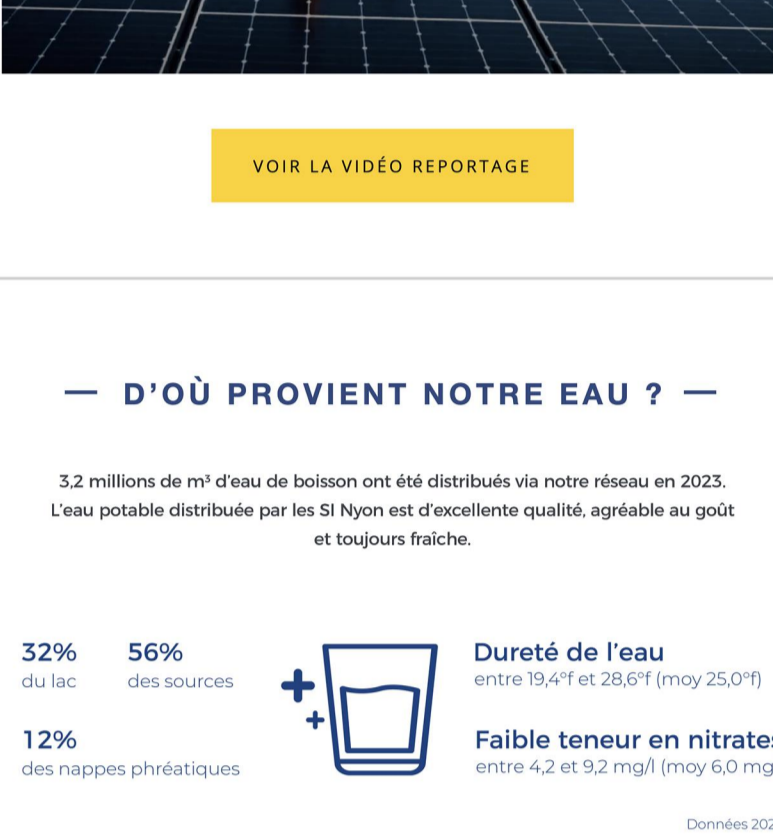 VOIR LA VIDÉO REPORTAGE
— D’OÙ PROVIENT NOTRE EAU ? —
3,2 millions de m³ d’eau de boisson ont été distribués via notre réseau en 2023.
L’eau potable distribuée par les SI Nyon est d’excellente qualité, agréable au goût
et toujours fraîche.
32%
du lac
56%
des sources
12%
des nappes phréatiques
Dureté de l’eau
entre 19,4°f et 28,6°f (moy 25,0°f)
Faible teneur en nitrates
entre 4,2 et 9,2 mg/l (moy 6,0 mg
Données